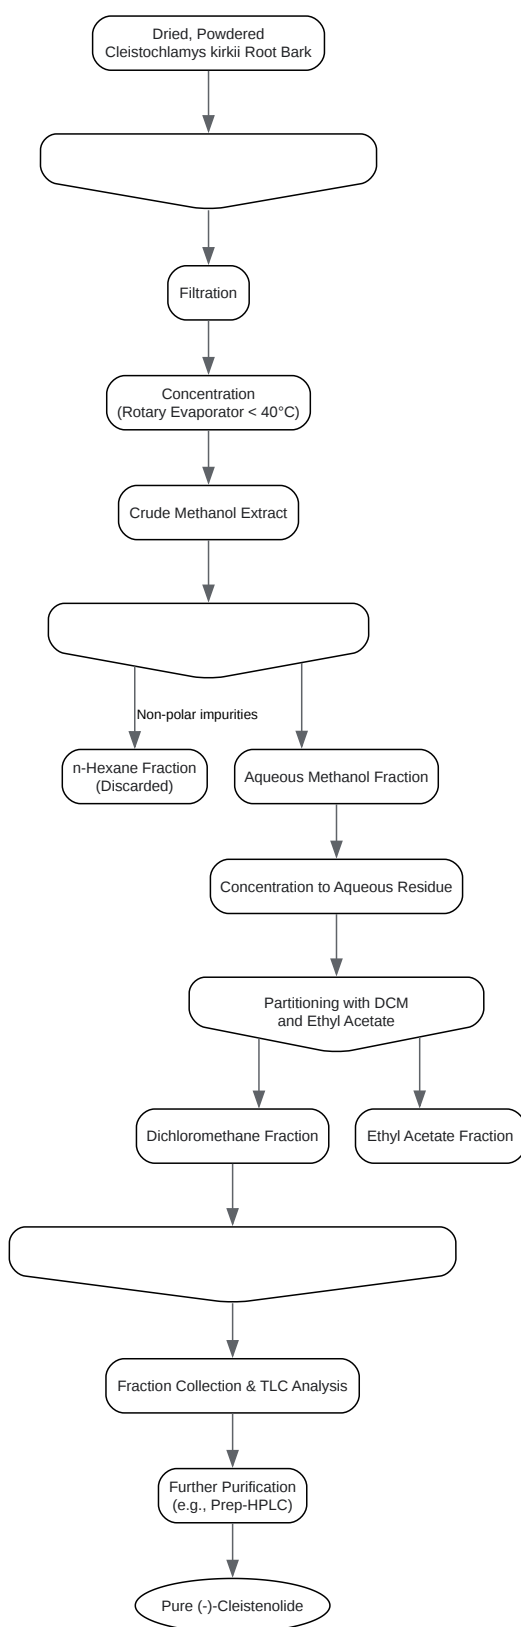 Dried, Powdered
Cleistochlamys kirkii Root Bark
Filtration
Concentration
(Rotary Evaporator < 40°C)
Crude Methanol Extract
Non-polar impurities
n-Hexane Fraction
(Discarded)
Aqueous Methanol Fraction
Concentration to Aqueous Residue
Partitioning with DCM
and Ethyl Acetate
Dichloromethane Fraction
Ethyl Acetate Fraction
Fraction Collection & TLC Analysis
Further Purification
(e.g., Prep-HPLC)
Pure (-)-Cleistenolide